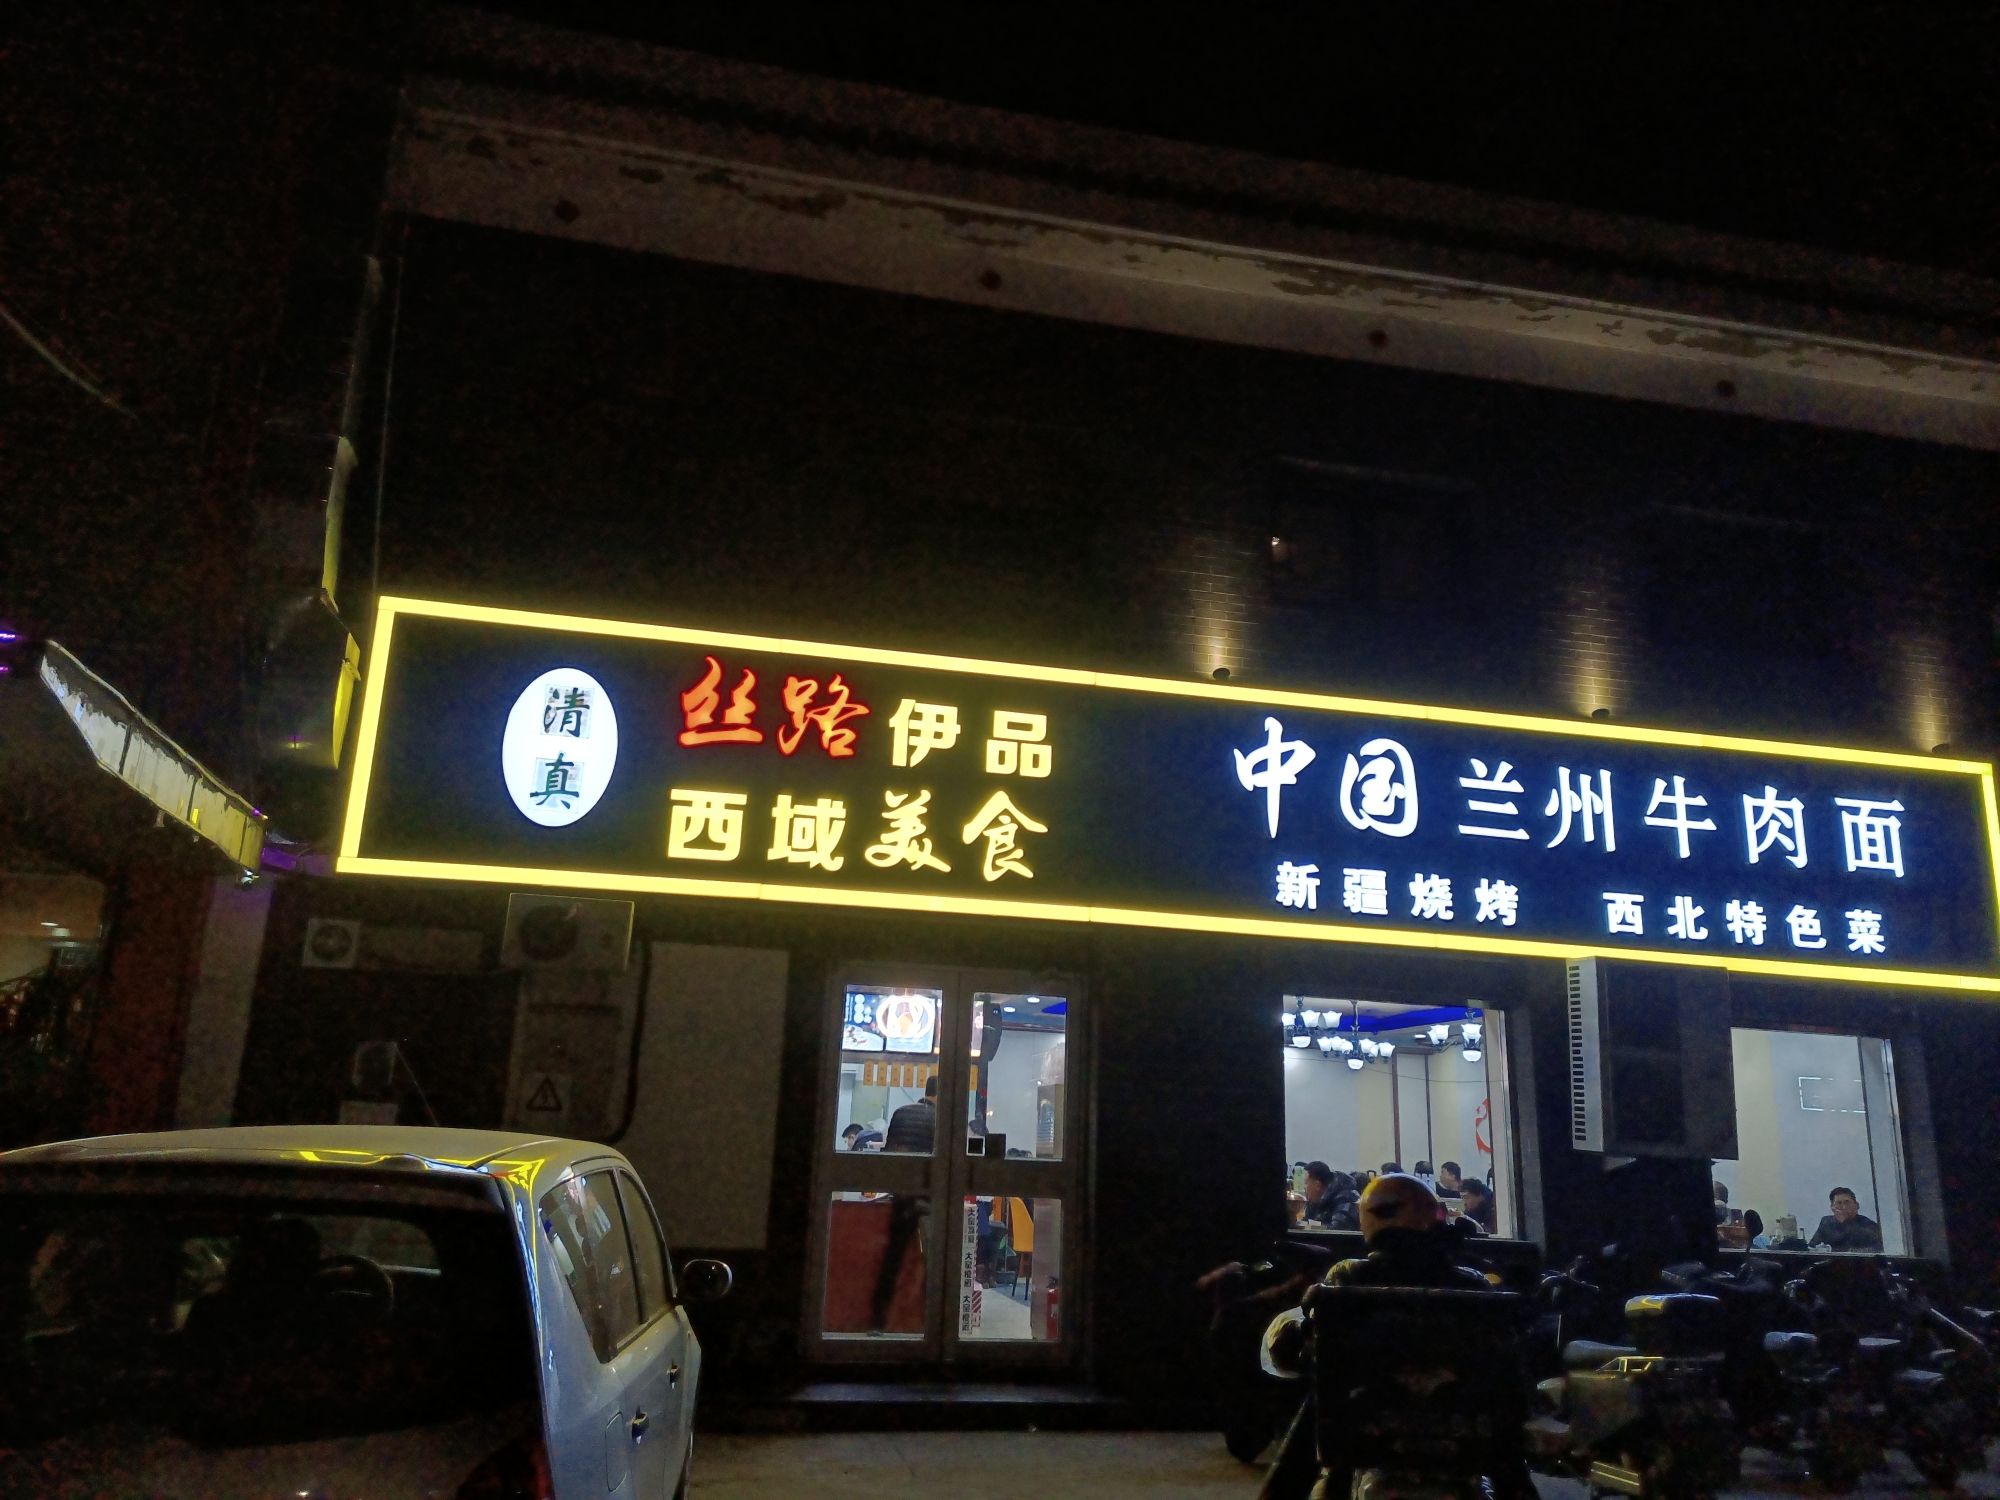 清真
丝路伊品
西域美食
中国兰州牛肉面
新疆烧烤 西北特色菜